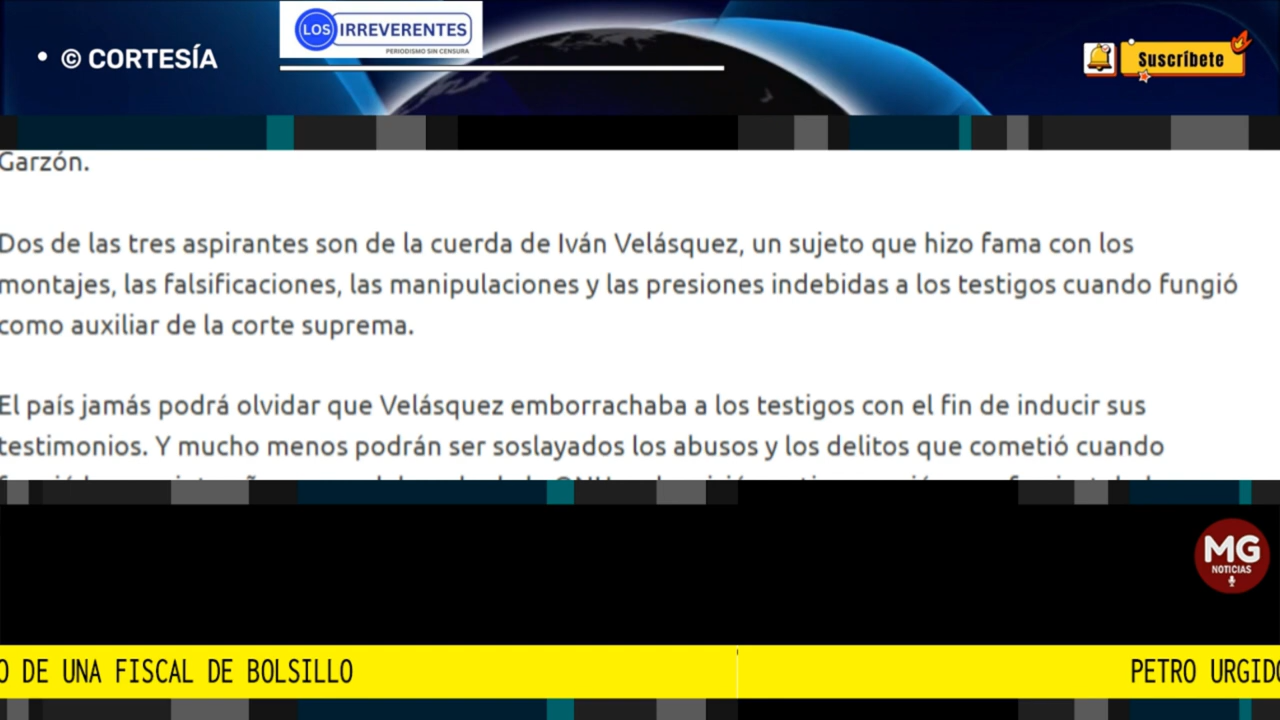 • © CORTESÍA
LOS IRREVERENTES
PERIODISMO SIN CENSURA
Suscríbete
Garzón.
Dos de las tres aspirantes son de la cuerda de Iván Velásquez, un sujeto que hizo fama con los
montajes, las falsificaciones, las manipulaciones y las presiones indebidas a los testigos cuando fungió
como auxiliar de la corte suprema.
El país jamás podrá olvidar que Velásquez emborrachaba a los testigos con el fin de inducir sus
testimonios. Y mucho menos podrán ser soslayados los abusos y los delitos que cometió cuando
MG
NOTICIAS
O DE UNA FISCAL DE BOLSILLO
PETRO URGIDO